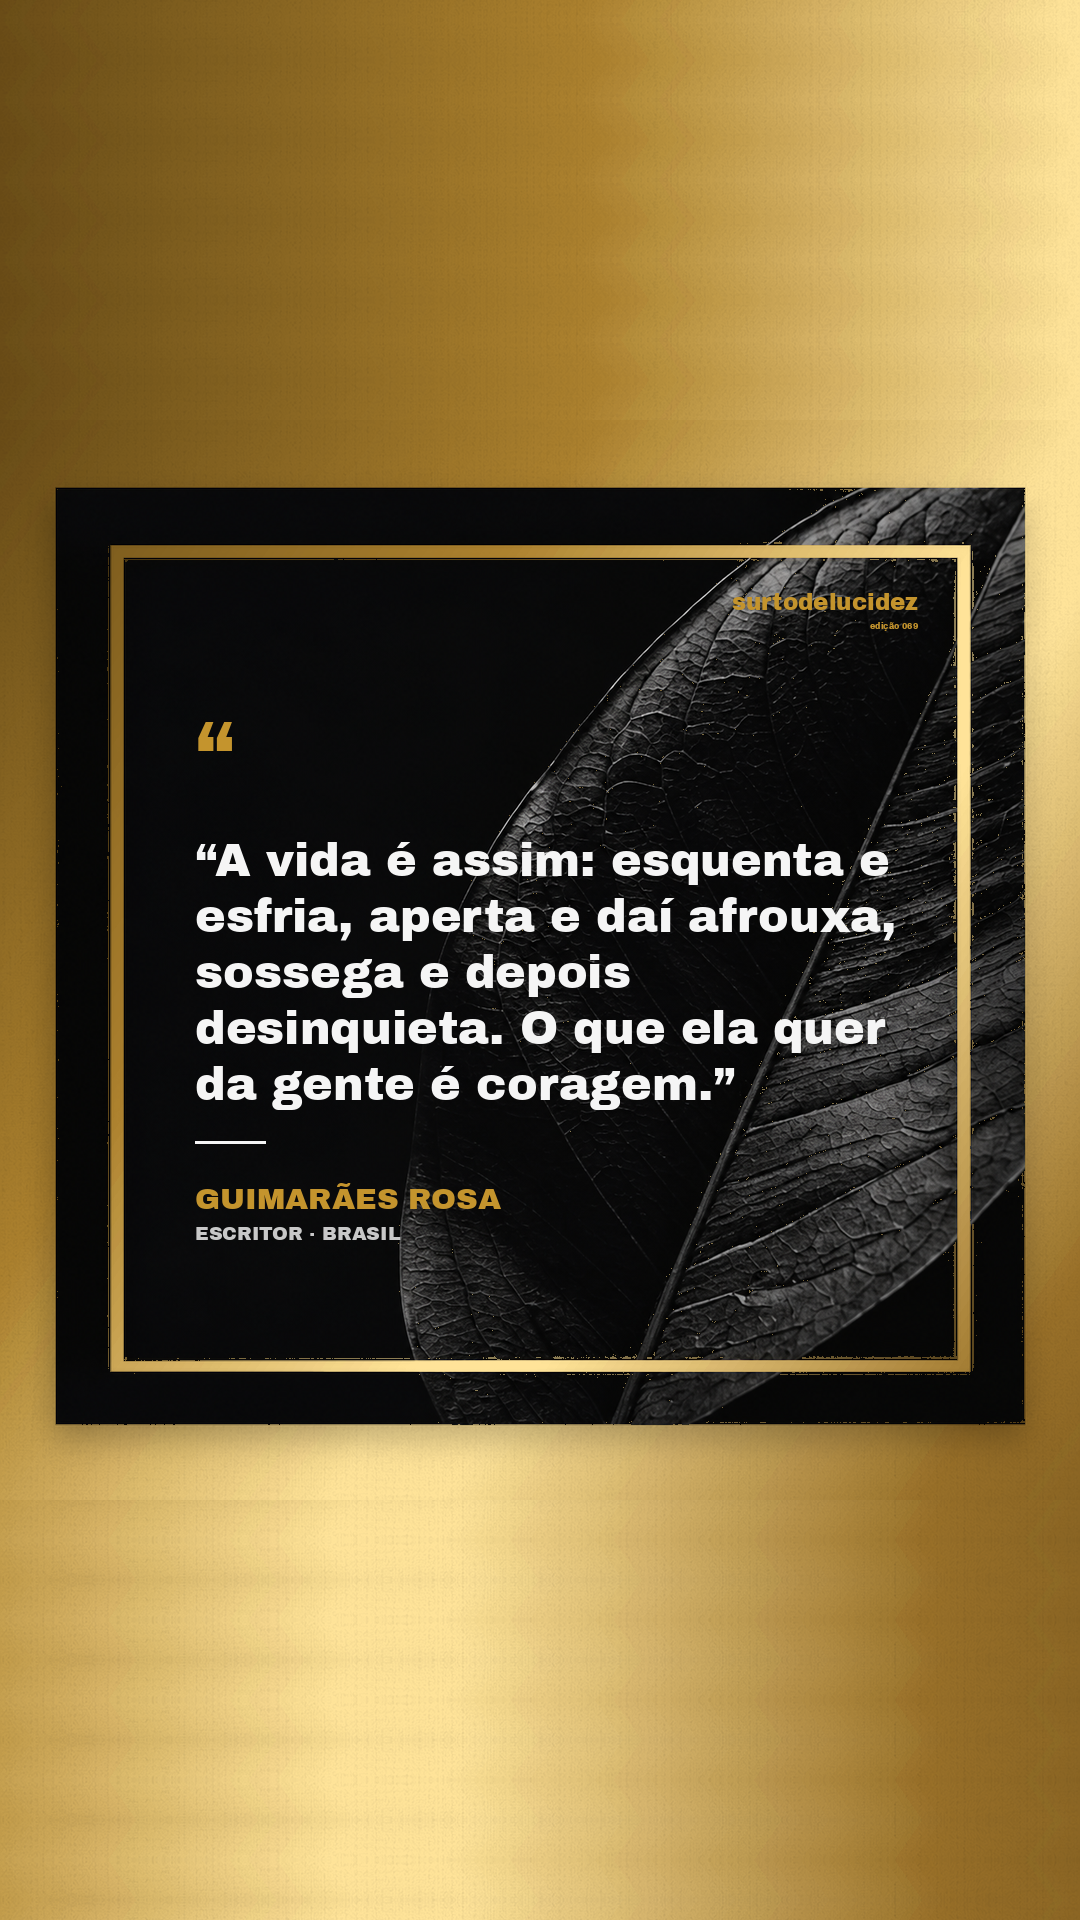 surtodelucidez
edição 069
“
“A vida é assim: esquenta e
esfria, aperta e daí afrouxa,
sossega e depois
desinquieta. O que ela quer
da gente é coragem.”
GUIMARÃES ROSA
ESCRITOR · BRASIL